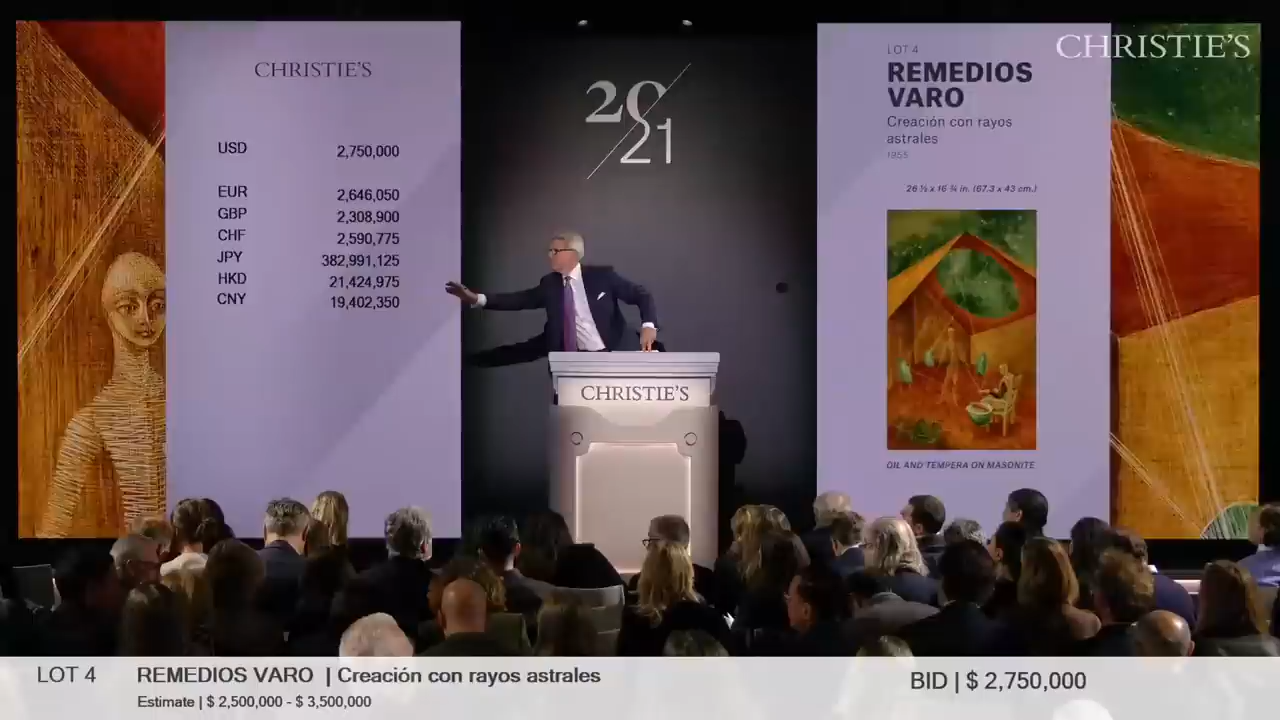 CHRISTIE'S
USD 2,750,000
EUR 2,646,050
GBP 2,308,900
CHF 2,590,775
JPY 382,991,125
HKD 21,424,975
CNY 19,402,350
20
21
CHRISTIE'S
LOT 4
REMEDIOS
VARO
Creación con rayos
astrales
1955
26 ½ x 16 ¾ in. (67.3 x 43 cm.)
OIL AND TEMPERA ON MASONITE
CHRISTIE'S
LOT 4 REMEDIOS VARO | Creación con rayos astrales
Estimate | $ 2,500,000 - $ 3,500,000
BID | $ 2,750,000